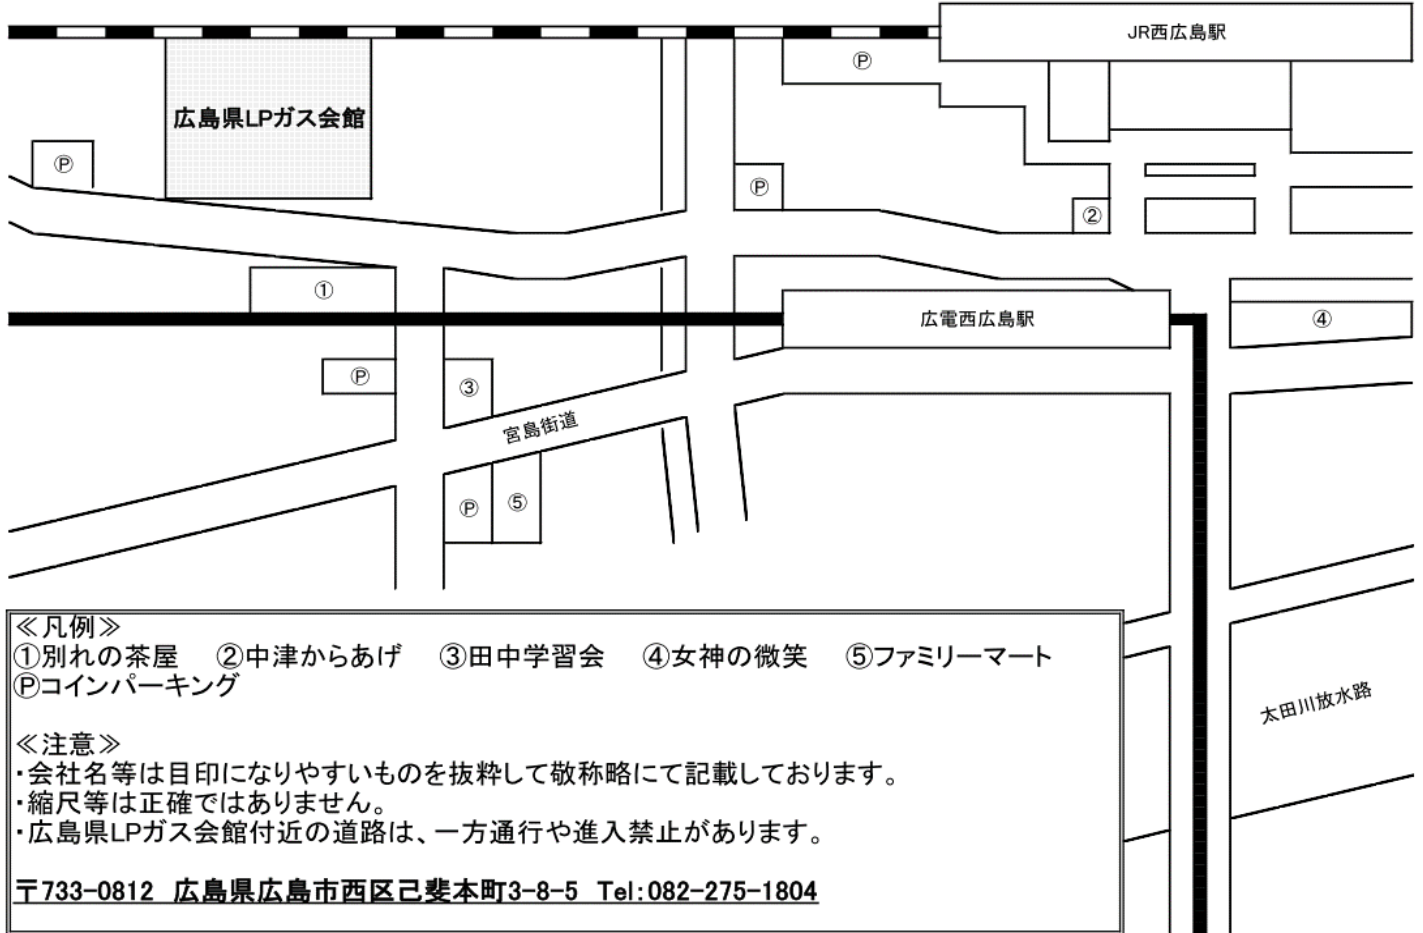 JR西広島駅
Ⓟ
広島県LPガス会館
Ⓟ
Ⓟ
②
①
広電西広島駅
④
Ⓟ
③
宮島街道
Ⓟ
⑤
太田川放水路
≪凡例≫
①別れの茶屋 ②中津からあげ ③田中学習会 ④女神の微笑 ⑤ファミリーマート
Ⓟコインパーキング
≪注意≫
・会社名等は目印になりやすいものを抜粋して敬称略にて記載しております。
・縮尺等は正確ではありません。
・広島県LPガス会館付近の道路は、一方通行や進入禁止があります。
〒733-0812 広島県広島市西区己斐本町3-8-5 Tel:082-275-1804